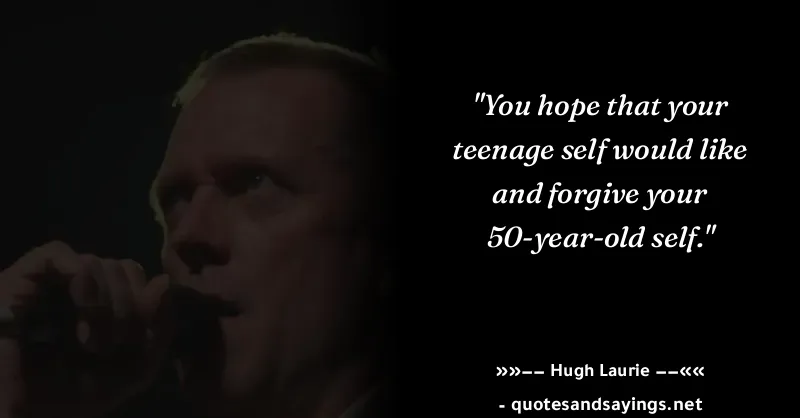 "You hope that your
teenage self would like
and forgive your
50-year-old self."
»»–– Hugh Laurie ––««
- quotesandsayings.net